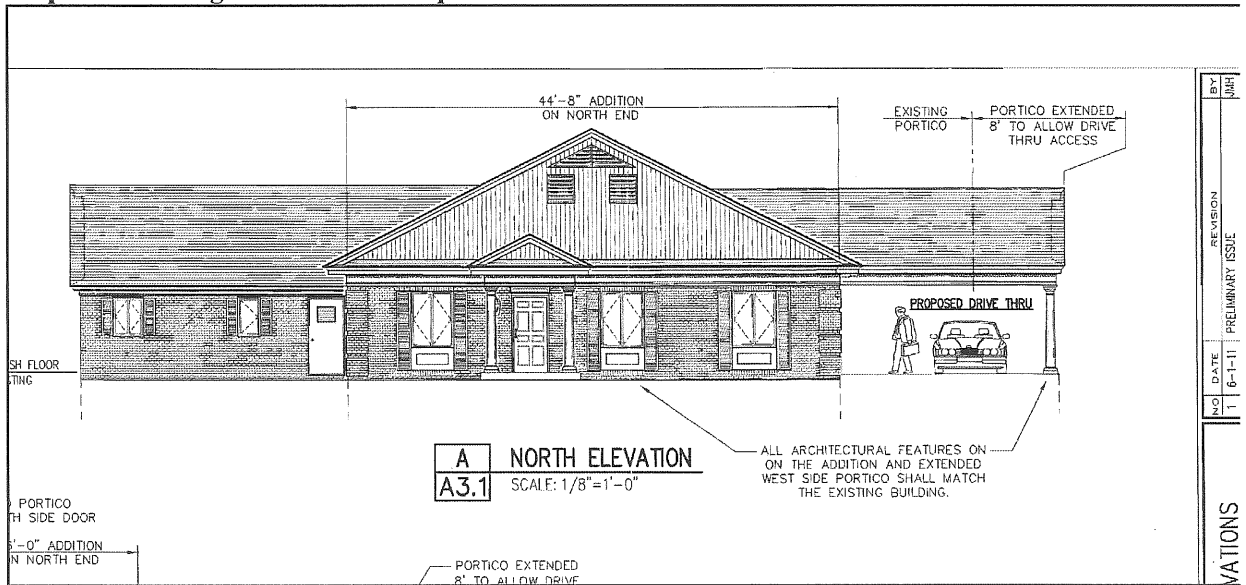 44'-8" ADDITION
ON NORTH END
EXISTING
PORTICO
PORTICO EXTENDED
8' TO ALLOW DRIVE
THRU ACCESS
PROPOSED DRIVE THRU
SH FLOOR
STING
A
A3.1
NORTH ELEVATION
SCALE: 1/8"=1'-0"
ALL ARCHITECTURAL FEATURES ON
ON THE ADDITION AND EXTENDED
WEST SIDE PORTICO SHALL MATCH
THE EXISTING BUILDING.
PORTICO
TH SIDE DOOR
'-0" ADDITION
N NORTH END
PORTICO EXTENDED
8' TO ALLOW DRIVE
BY
JMH
REVISION
PRELIMINARY ISSUE
DATE
6-1-11
NO
1
VATIONS